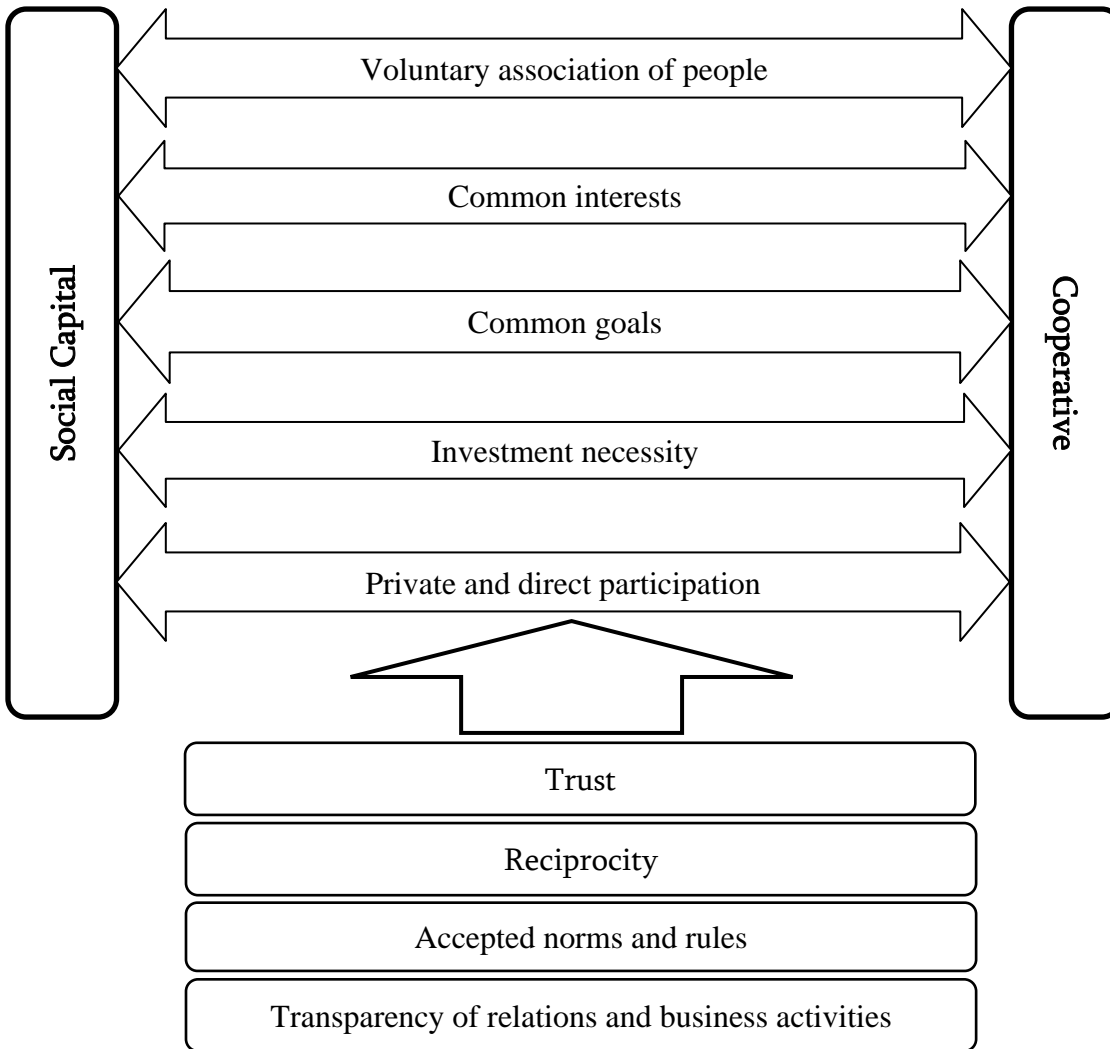 Social Capital
Voluntary association of people
Common interests
Common goals
Investment necessity
Private and direct participation
Cooperative
Trust
Reciprocity
Accepted norms and rules
Transparency of relations and business activities